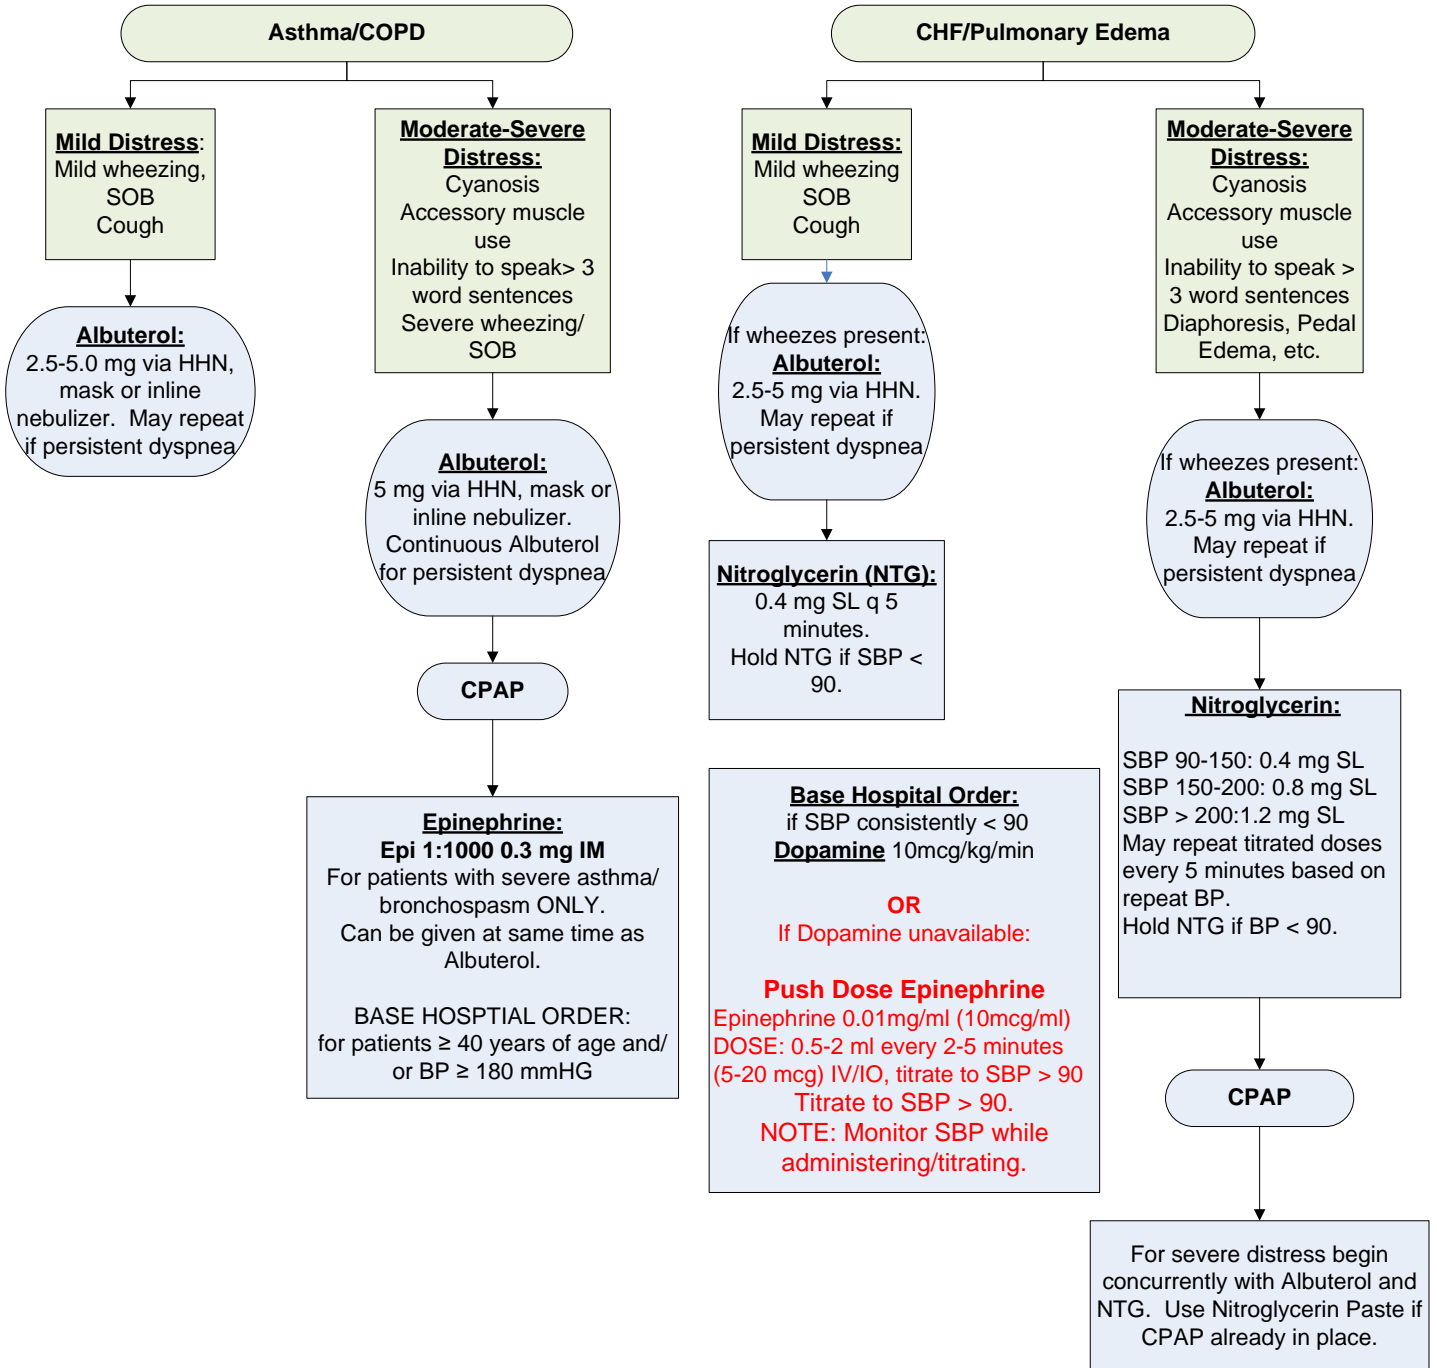 Asthma/COPD
Mild Distress:
Mild wheezing,
SOB
Cough
Albuterol:
2.5-5.0 mg via HHN,
mask or inline
nebulizer.  May repeat
if persistent dyspnea
Moderate-Severe
Distress:
Cyanosis
Accessory muscle
use
Inability to speak> 3
word sentences
Severe wheezing/
SOB
Albuterol:
5 mg via HHN, mask or
inline nebulizer.
Continuous Albuterol
for persistent dyspnea
CPAP
Epinephrine:
Epi 1:1000 0.3 mg IM
For patients with severe asthma/
bronchospasm ONLY.
Can be given at same time as
Albuterol.
BASE HOSPTIAL ORDER:
for patients ≥ 40 years of age and/
or BP ≥ 180 mmHG
CHF/Pulmonary Edema
Mild Distress:
Mild wheezing
SOB
Cough
If wheezes present:
Albuterol:
2.5-5 mg via HHN.
May repeat if
persistent dyspnea
Nitroglycerin (NTG):
0.4 mg SL q 5
minutes.
Hold NTG if SBP <
90.
Base Hospital Order:
if SBP consistently < 90
Dopamine 10mcg/kg/min
OR
If Dopamine unavailable:
Push Dose Epinephrine
Epinephrine 0.01mg/ml (10mcg/ml)
DOSE: 0.5-2 ml every 2-5 minutes
(5-20 mcg) IV/IO, titrate to SBP > 90
Titrate to SBP > 90.
NOTE: Monitor SBP while
administering/titrating.
Moderate-Severe
Distress:
Cyanosis
Accessory muscle
use
Inability to speak >
3 word sentences
Diaphoresis, Pedal
Edema, etc.
If wheezes present:
Albuterol:
2.5-5 mg via HHN.
May repeat if
persistent dyspnea
Nitroglycerin:
SBP 90-150: 0.4 mg SL
SBP 150-200: 0.8 mg SL
SBP > 200:1.2 mg SL
May repeat titrated doses
every 5 minutes based on
repeat BP.
Hold NTG if BP < 90.
CPAP
For severe distress begin
concurrently with Albuterol and
NTG.  Use Nitroglycerin Paste if
CPAP already in place.